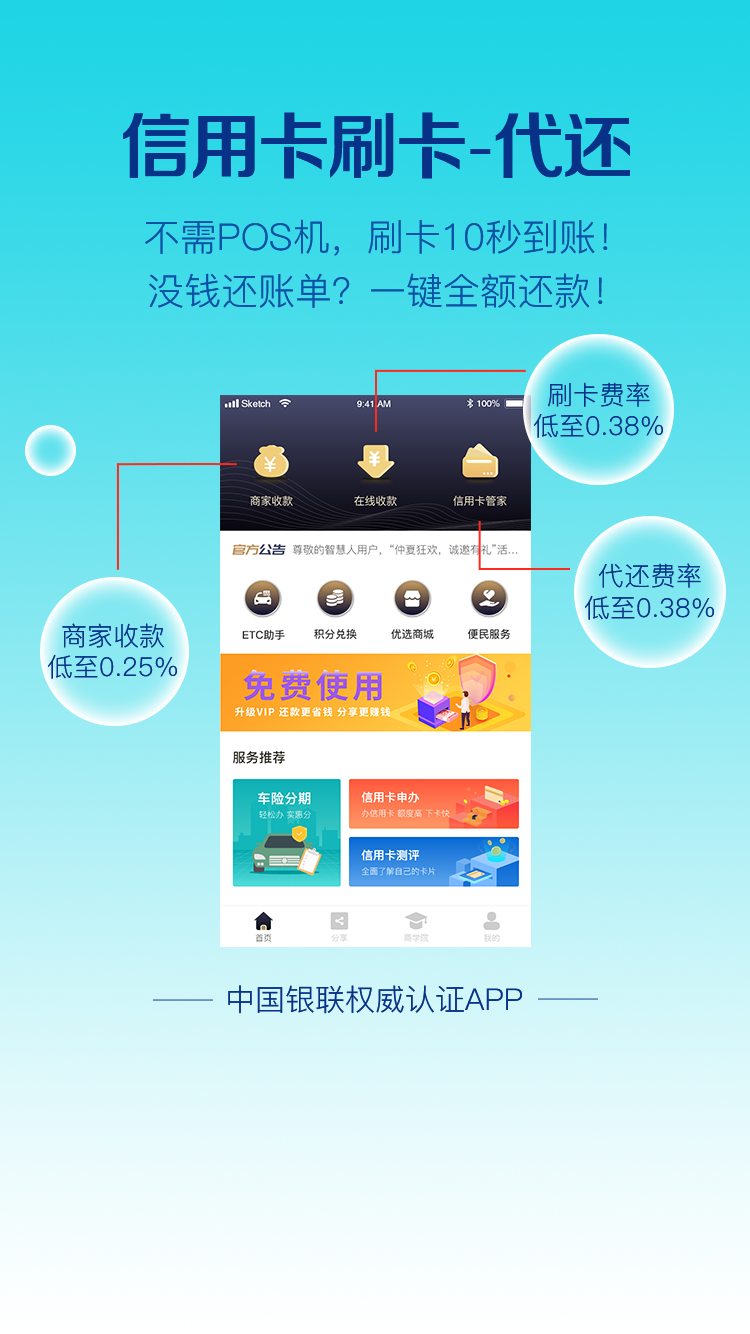 信用卡刷卡-代还
不需POS机，刷卡10秒到账！
没钱还账单？一键全额还款！
刷卡费率
低至0.38%
Sketch
9:41 AM
100%
商家收款
在线收款
信用卡管家
官方公告
尊敬的智慧人用户，“仲夏狂欢，诚邀有礼”活...
代还费率
低至0.38%
商家收款
低至0.25%
ETC助手
积分兑换
优选商城
便民服务
免费使用
升级VIP 还款更省钱 分享更赚钱
服务推荐
车险分期
轻松办 实惠分
信用卡申办
办信用卡 额度高 下卡快
信用卡测评
全面了解自己的卡片
首页
分享
商学院
我的
中国银联权威认证APP